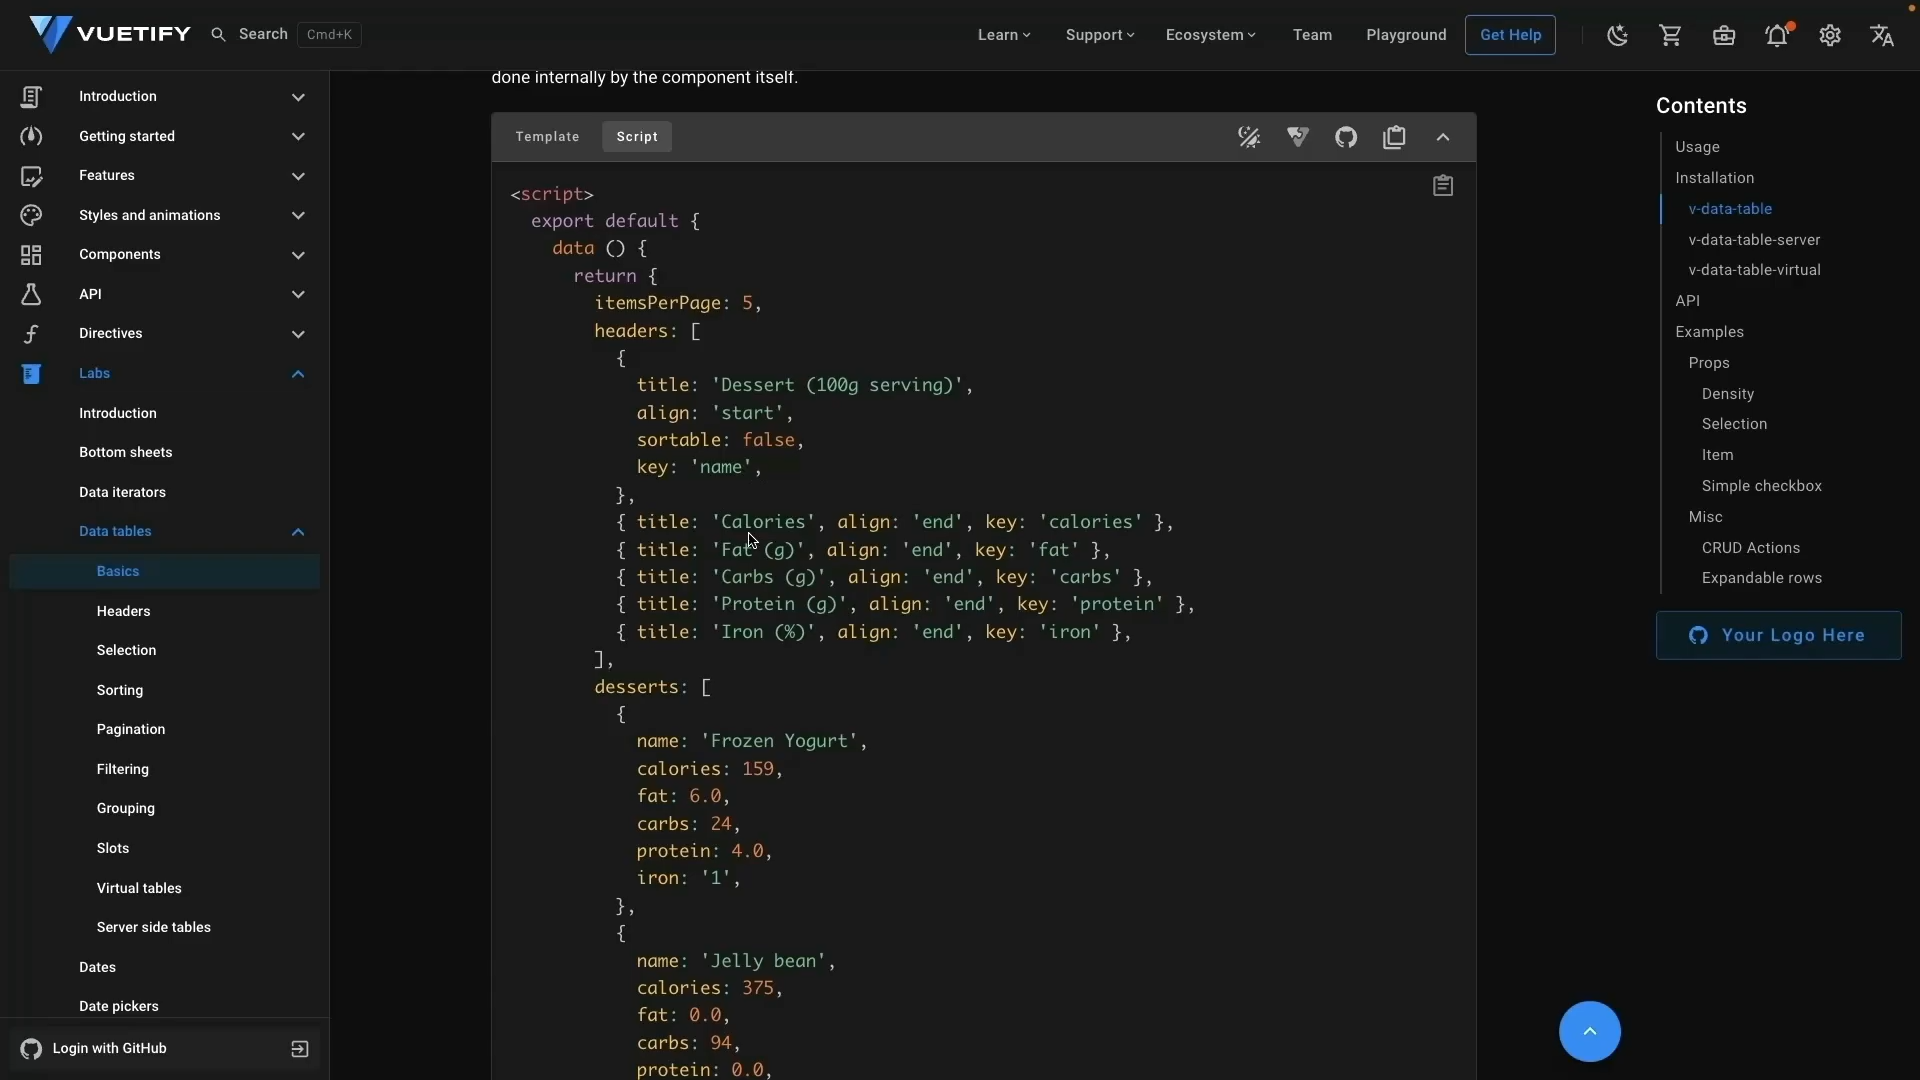 VUETIFY
Search Cmd+K
Learn
Support
Ecosystem
Team
Playground
Get Help
Introduction
Getting started
Features
Styles and animations
Components
API
Directives
Labs
Introduction
Bottom sheets
Data iterators
Data tables
Basics
Headers
Selection
Sorting
Pagination
Filtering
Grouping
Slots
Virtual tables
Server side tables
Dates
Date pickers
Login with GitHub
done internally by the component itself.
Template
Script
<script>
export default {
data () {
return {
itemsPerPage: 5,
headers: [
{
title: 'Dessert (100g serving)',
align: 'start',
sortable: false,
key: 'name',
},
{ title: 'Calories', align: 'end', key: 'calories' },
{ title: 'Fat (g)', align: 'end', key: 'fat' },
{ title: 'Carbs (g)', align: 'end', key: 'carbs' },
{ title: 'Protein (g)', align: 'end', key: 'protein' },
{ title: 'Iron (%)', align: 'end', key: 'iron' },
],
desserts: [
{
name: 'Frozen Yogurt',
calories: 159,
fat: 6.0,
carbs: 24,
protein: 4.0,
iron: '1',
},
{
name: 'Jelly bean',
calories: 375,
fat: 0.0,
carbs: 94,
protein: 0.0,
Contents
Usage
Installation
v-data-table
v-data-table-server
v-data-table-virtual
API
Examples
Props
Density
Selection
Item
Simple checkbox
Misc
CRUD Actions
Expandable rows
Your Logo Here